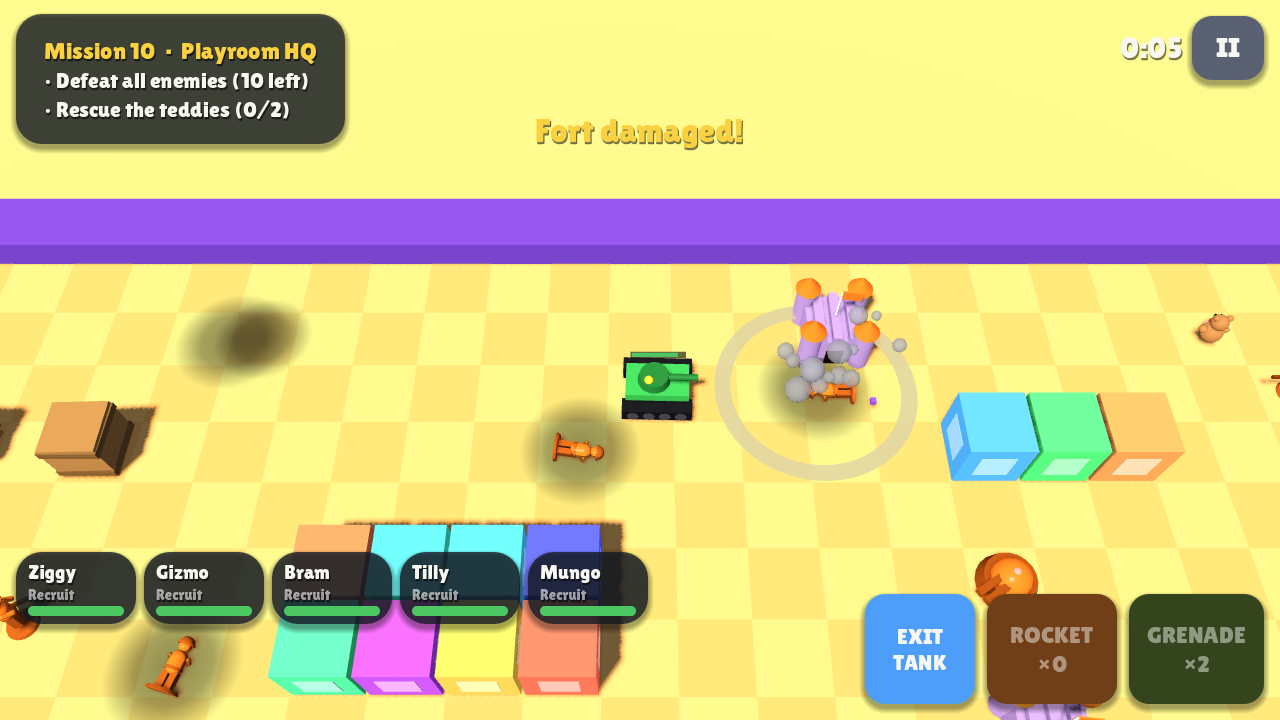 Mission 10 · Playroom HQ
· Defeat all enemies (10 left)
· Rescue the teddies (0/2)
0:05
II
Fort damaged!
Ziggy
Recruit
Gizmo
Recruit
Bram
Recruit
Tilly
Recruit
Mungo
Recruit
EXIT
TANK
ROCKET
×0
GRENADE
×2